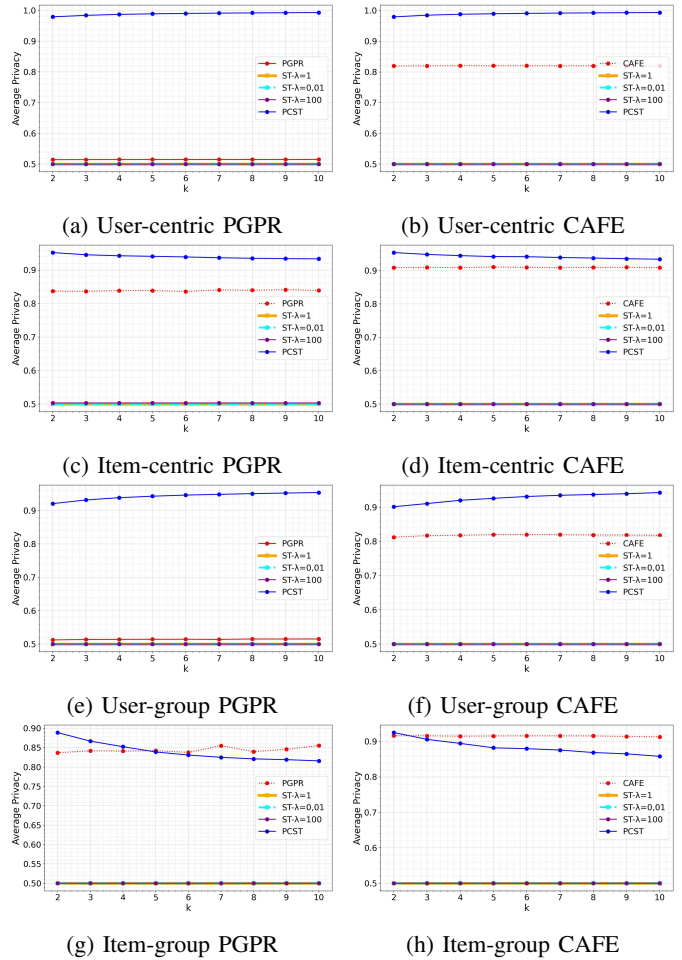 1.0
0.9
0.8
0.7
0.6
0.5
Average Privacy
PGPR
ST-λ=1
ST-λ=0,01
ST-λ=100
PCST
2 3 4 5 6 7 8 9 10
k
(a) User-centric PGPR
1.0
0.9
0.8
0.7
0.6
0.5
Average Privacy
CAFE
ST-λ=1
ST-λ=0,01
ST-λ=100
PCST
2 3 4 5 6 7 8 9 10
k
(b) User-centric CAFE
0.9
0.8
0.7
0.6
0.5
Average Privacy
PGPR
ST-λ=1
ST-λ=0,01
ST-λ=100
PCST
2 3 4 5 6 7 8 9 10
k
(c) Item-centric PGPR
0.9
0.8
0.7
0.6
0.5
Average Privacy
CAFE
ST-λ=1
ST-λ=0,01
ST-λ=100
PCST
2 3 4 5 6 7 8 9 10
k
(d) Item-centric CAFE
0.9
0.8
0.7
0.6
0.5
Average Privacy
PGPR
ST-λ=1
ST-λ=0,01
ST-λ=100
PCST
2 3 4 5 6 7 8 9 10
k
(e) User-group PGPR
0.9
0.8
0.7
0.6
0.5
Average Privacy
CAFE
ST-λ=1
ST-λ=0,01
ST-λ=100
PCST
2 3 4 5 6 7 8 9 10
k
(f) User-group CAFE
0.90
0.85
0.80
0.75
0.70
0.65
0.60
0.55
0.50
Average Privacy
PGPR
ST-λ=1
ST-λ=0,01
ST-λ=100
PCST
2 3 4 5 6 7 8 9 10
k
(g) Item-group PGPR
0.9
0.8
0.7
0.6
0.5
Average Privacy
CAFE
ST-λ=1
ST-λ=0,01
ST-λ=100
PCST
2 3 4 5 6 7 8 9 10
k
(h) Item-group CAFE